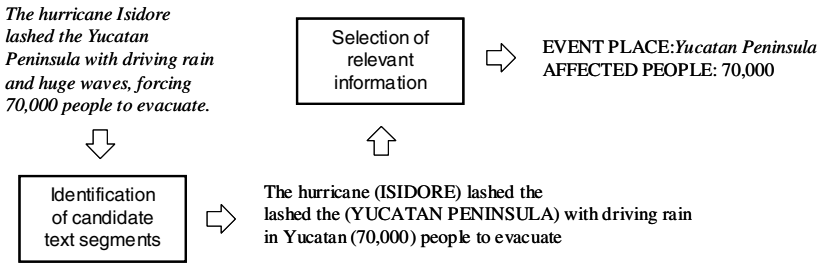 The hurricane Isidore
lashed the Yucatan
Peninsula with driving rain
and huge waves, forcing
70,000 people to evacuate.
Identification
of candidate
text segments
The hurricane (ISIDORE) lashed the
lashed the (YUCATAN PENINSULA) with driving rain
in Yucatan (70,000) people to evacuate
Selection of
relevant
information
EVENT PLACE:Yucatan Peninsula
AFFECTED PEOPLE: 70,000